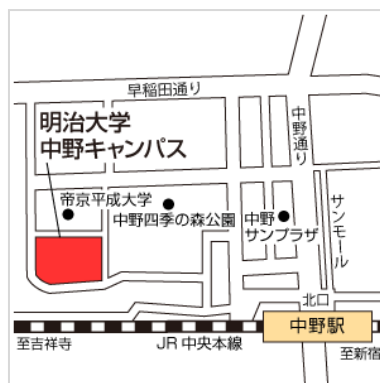 早稲田通り
明治大学
中野キャンパス
中野通り
帝京平成大学
中野四季の森公園
中野
サンプラザ
サンモール
北口
中野駅
至吉祥寺
JR中央本線
至新宿